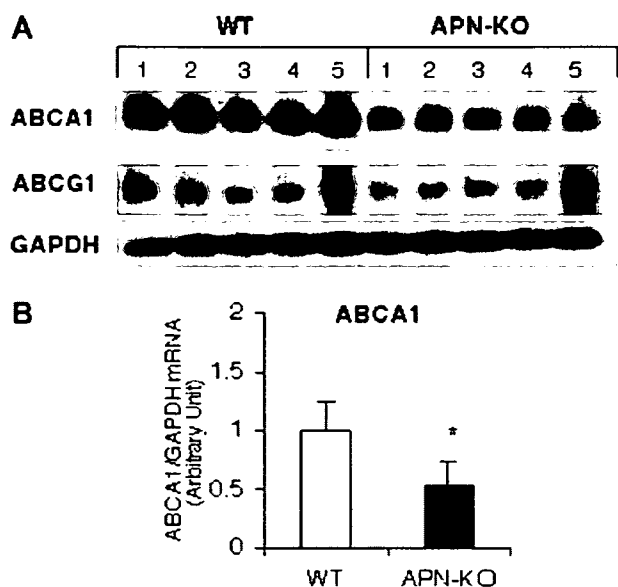 A
WT APN-KO
1 2 3 4 5 1 2 3 4 5
ABCA1
ABCG1
GAPDH
B
ABCA1
ABCA1/GAPDH mRNA
(Arbitrary Unit)
2
1.5
1
0.5
0
*
WT APN-KO